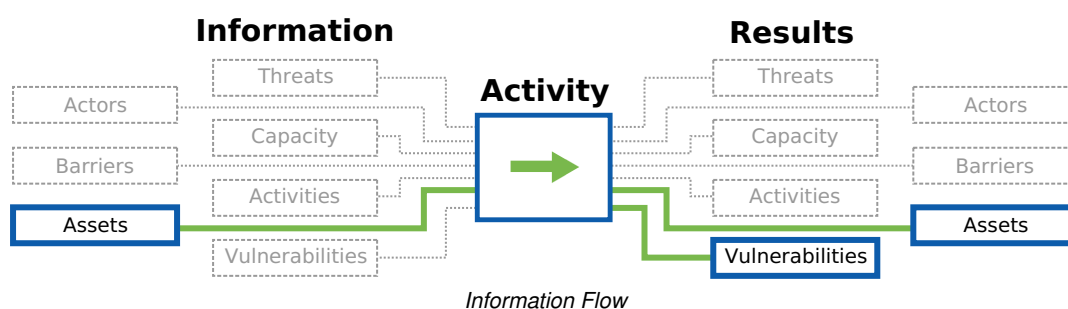 Information
Results
Activity
Threats
Actors
Capacity
Barriers
Activities
Assets
Vulnerabilities
Threats
Actors
Capacity
Barriers
Activities
Assets
Vulnerabilities
Information Flow